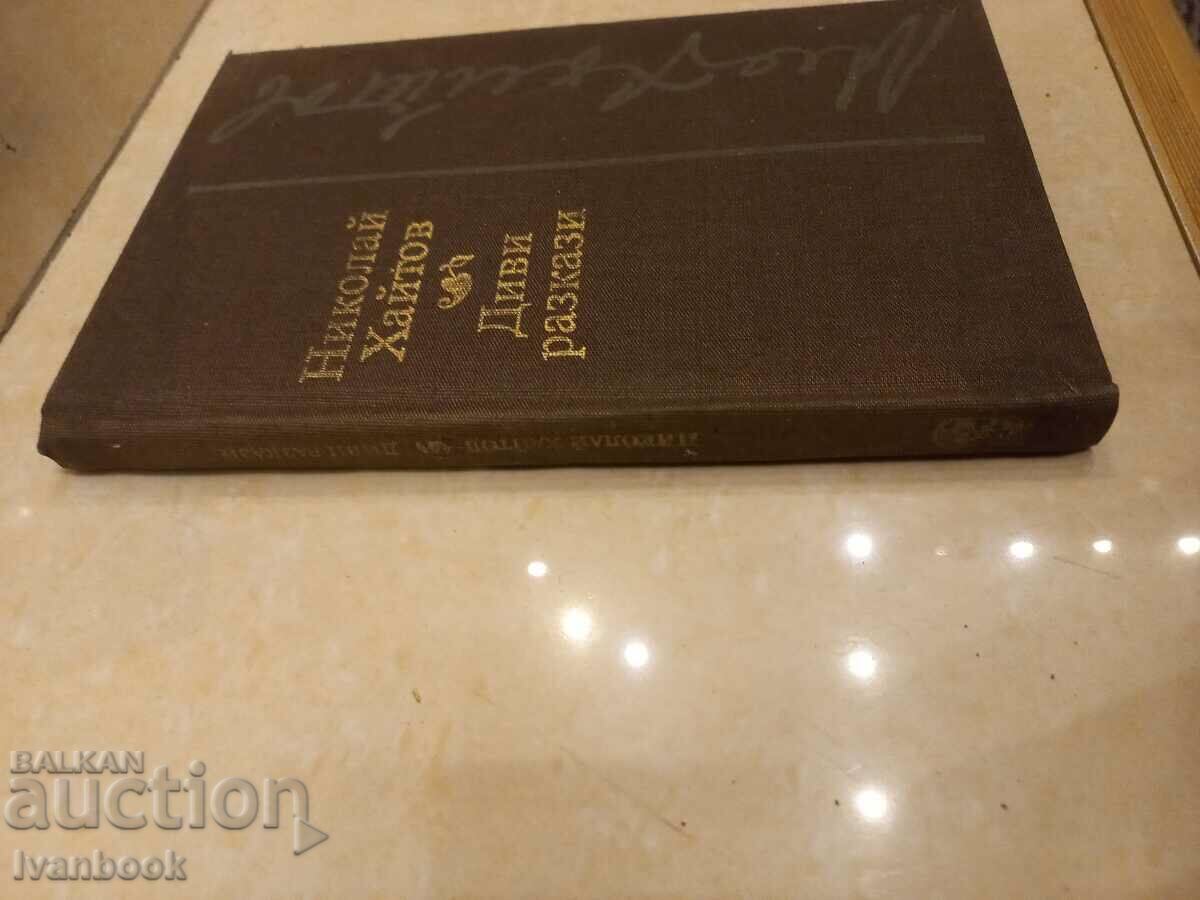 Николай
Хайтов
Диви
разкази
НИКОЛАЙ ХАЙТОВ ДИВИ РАЗКАЗИ
BALKAN
auction
Ivanbook